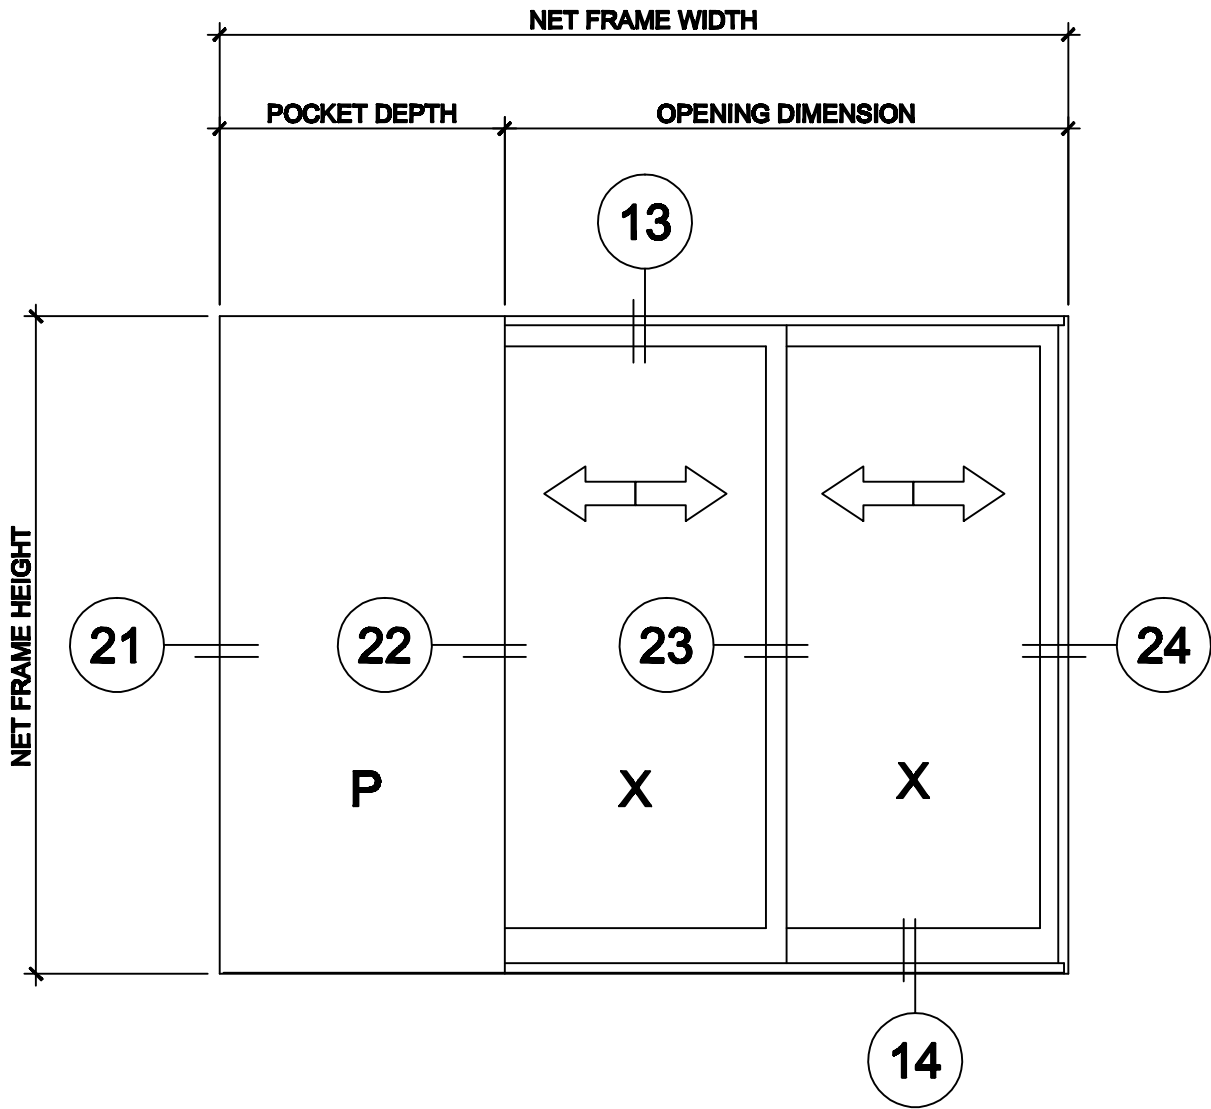 NET FRAME WIDTH
POCKET DEPTH
OPENING DIMENSION
13
NET FRAME HEIGHT
21
22
23
24
P
X
X
14